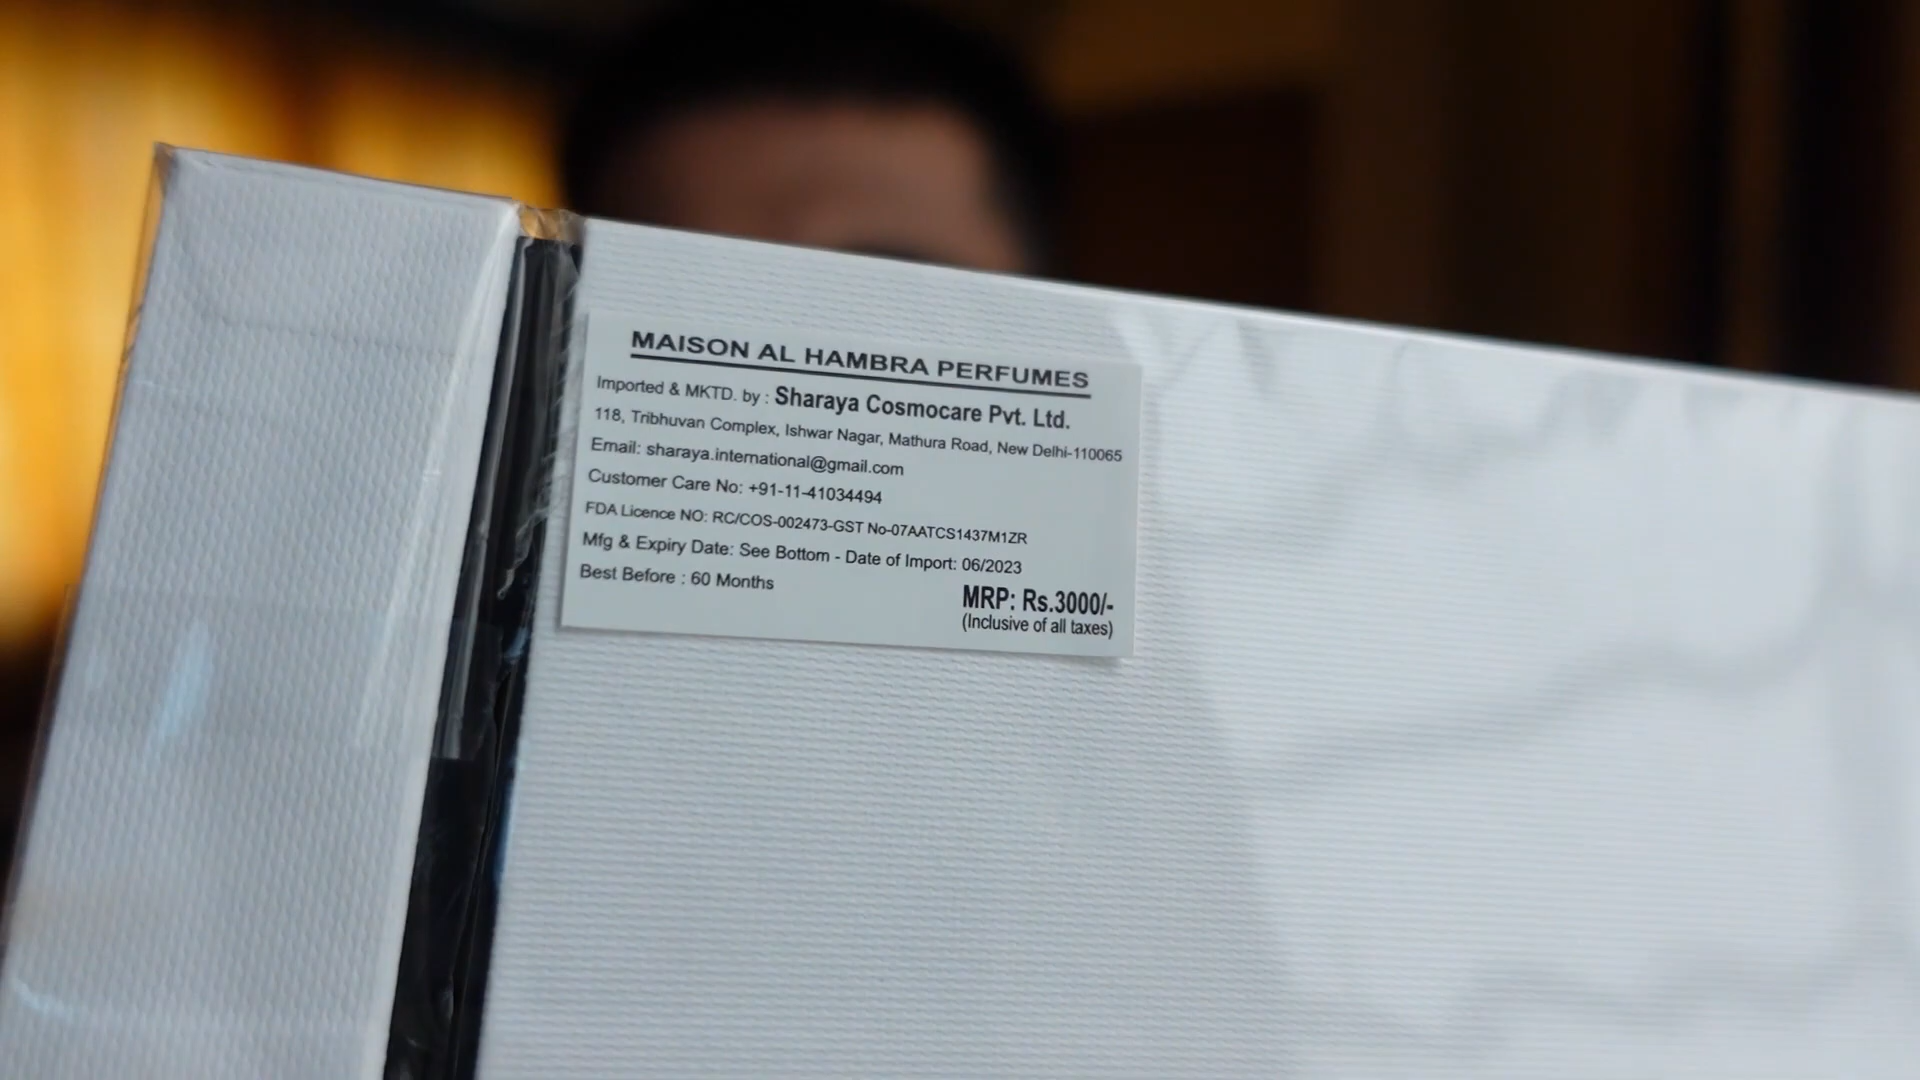 MAISON AL HAMBRA PERFUMES
Imported & MKTD. by : Sharaya Cosmocare Pvt. Ltd.
118, Tribhuvan Complex, Ishwar Nagar, Mathura Road, New Delhi-110065
Email: sharaya.international@gmail.com
Customer Care No: +91-11-41034494
FDA Licence NO: RC/COS-002473-GST No-07AATCS1437M1ZR
Mfg & Expiry Date: See Bottom - Date of Import: 06/2023
Best Before : 60 Months
MRP: Rs.3000/-
(Inclusive of all taxes)